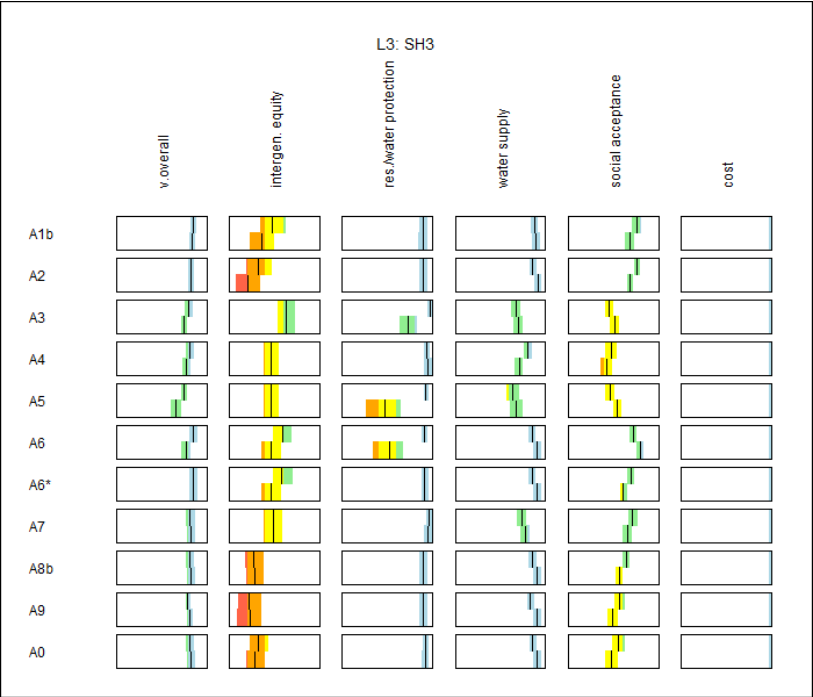 L3: SH3
v.overall
intergen. equity
res./water protection
water supply
social acceptance
cost
A1b
A2
A3
A4
A5
A6
A6*
A7
A8b
A9
A0